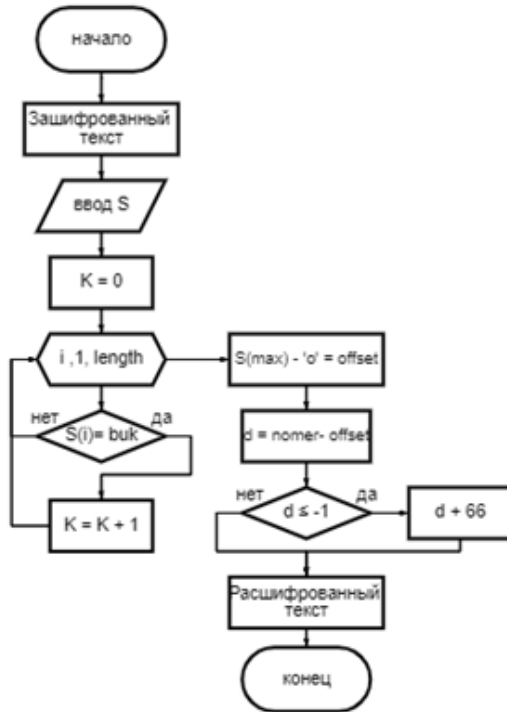 начало
Зашифрованный
текст
ввод S
K = 0
i ,1, length
S(max) - 'o' = offset
нет
да
S(i)= buk
d = nomer- offset
K = K + 1
нет
да
d ≤ -1
d + 66
Расшифрованный
текст
конец